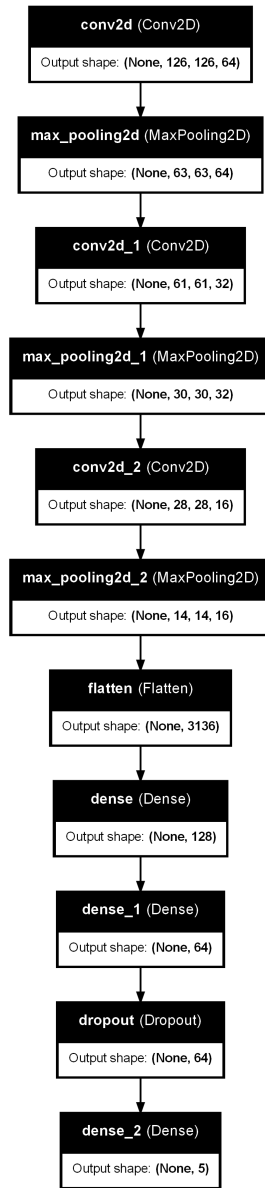 conv2d (Conv2D)
Output shape: (None, 126, 126, 64)
max_pooling2d (MaxPooling2D)
Output shape: (None, 63, 63, 64)
conv2d_1 (Conv2D)
Output shape: (None, 61, 61, 32)
max_pooling2d_1 (MaxPooling2D)
Output shape: (None, 30, 30, 32)
conv2d_2 (Conv2D)
Output shape: (None, 28, 28, 16)
max_pooling2d_2 (MaxPooling2D)
Output shape: (None, 14, 14, 16)
flatten (Flatten)
Output shape: (None, 3136)
dense (Dense)
Output shape: (None, 128)
dense_1 (Dense)
Output shape: (None, 64)
dropout (Dropout)
Output shape: (None, 64)
dense_2 (Dense)
Output shape: (None, 5)